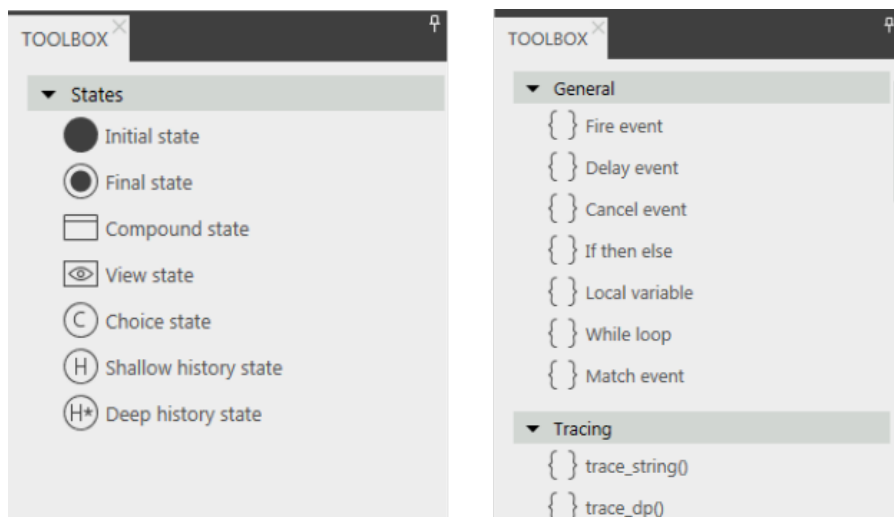 TOOLBOX
States
Initial state
Final state
Compound state
View state
C Choice state
H Shallow history state
H* Deep history state
TOOLBOX
General
{ } Fire event
{ } Delay event
{ } Cancel event
{ } If then else
{ } Local variable
{ } While loop
{ } Match event
Tracing
{ } trace_string()
{ } trace_dp()